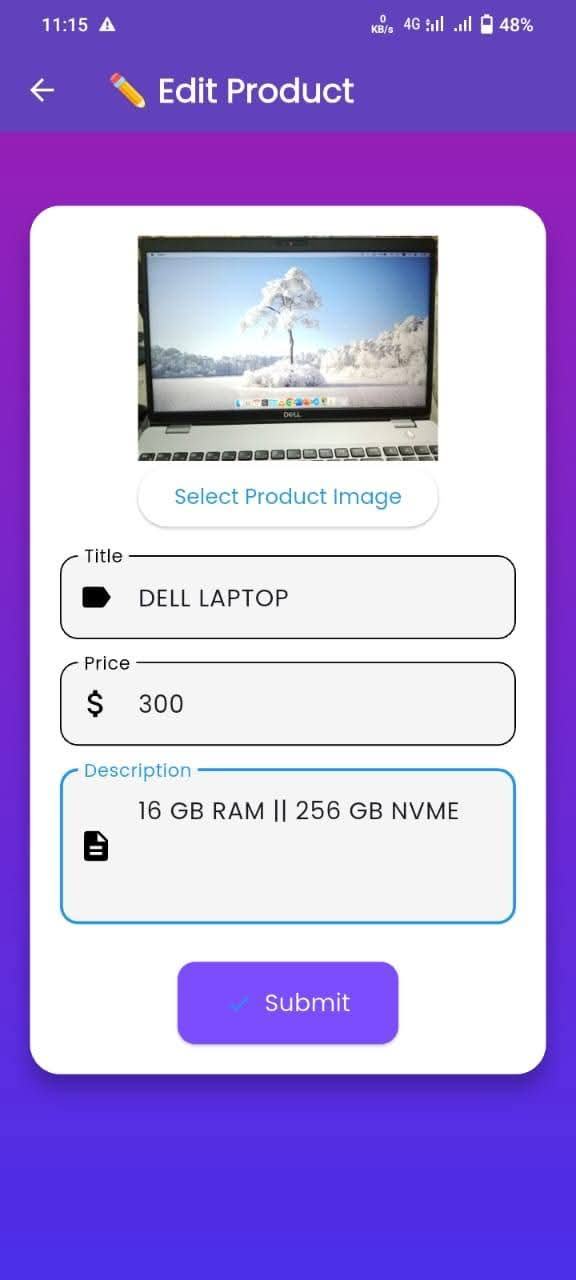 11:15 0 KB/s 4G 48%
✏️ Edit Product
DELL
Select Product Image
Title
DELL LAPTOP
Price
$ 300
Description
16 GB RAM || 256 GB NVME
Submit